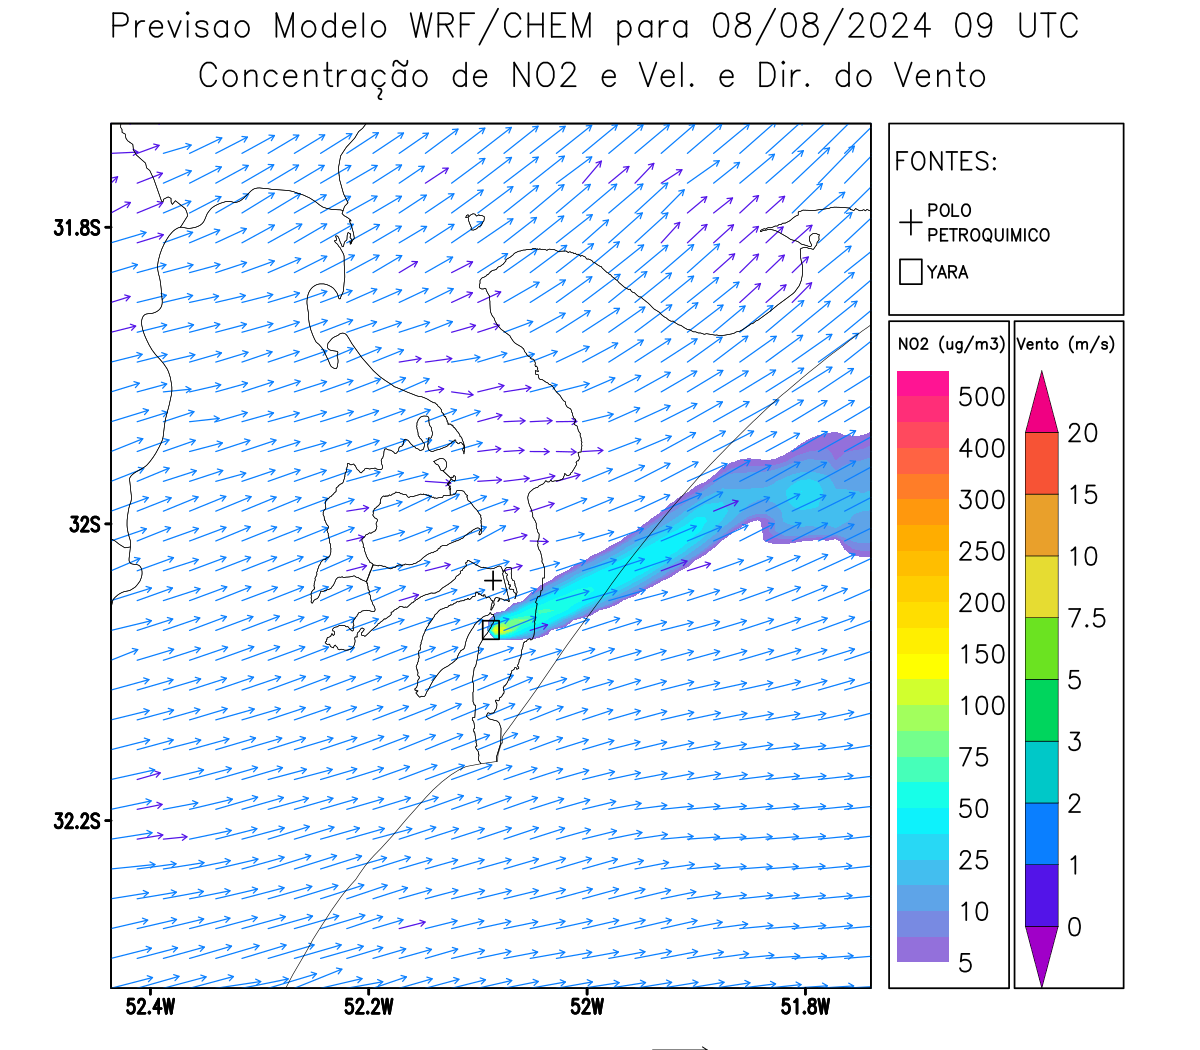 Previsao Modelo WRF/CHEM para 08/08/2024 09 UTC
Concentração de NO2 e Vel. e Dir. do Vento
FONTES:
POLO
PETROQUIMICO
YARA
NO2 (ug/m3)
500
400
300
250
200
150
100
75
50
25
10
5
Vento (m/s)
20
15
10
7.5
5
3
2
1
0
31.8S
32S
32.2S
52.4W
52.2W
52W
51.8W